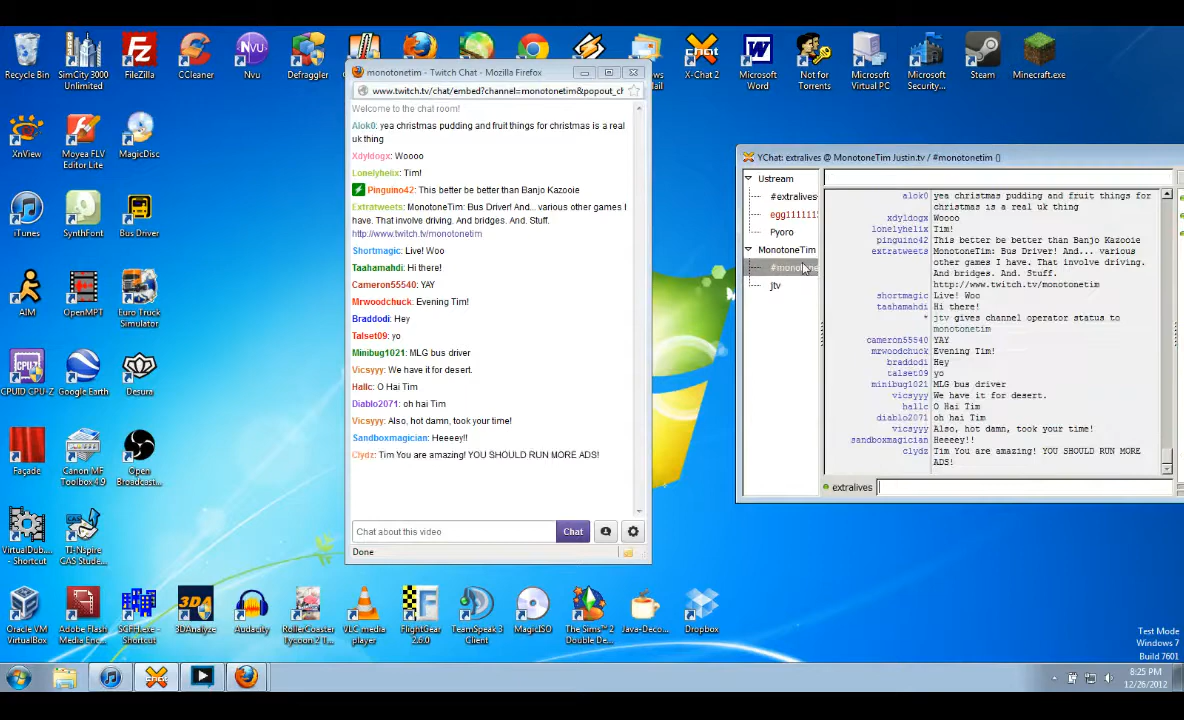 Recycle Bin
SimCity 3000
Unlimited
FileZilla
CCleaner
Nvu
Defraggler
X-Chat 2
Microsoft
Word
Not for
Torrents
Microsoft
Virtual PC
Microsoft
Security...
Steam
Minecraft.exe
XnView
Moyea FLV
Editor Lite
MagicDisc
iTunes
SynthFont
Bus Driver
AIM
OpenMPT
Euro Truck
Simulator
CPUID CPU-Z
Google Earth
Desura
Façade
Canon MF
Toolbox 4.9
Open
Broadcast...
VirtualDub...
- Shortcut
TI-Nspire
CAS Stude...
Oracle VM
VirtualBox
Adobe Flash
Media Enc...
Shortcut
3DA
3DAnalyze
Audacity
RollerCoaster
Tycoon 2 T...
VLC media
player
FlightGear
2.6.0
TeamSpeak 3
Client
MagicISO
The Sims™ 2
Double De...
Java-Deco...
Dropbox
monotonetim - Twitch Chat - Mozilla Firefox
www.twitch.tv/chat/embed?channel=monotonetim&popout_ch
Welcome to the chat room!
Alok0: yea christmas pudding and fruit things for christmas is a real
uk thing
Xdyldogx: Woooo
Lonelyhelix: Tim!
Pinguino42: This better be better than Banjo Kazooie
Extratweets: MonotoneTim: Bus Driver! And... various other games I
have. That involve driving. And bridges. And. Stuff.
http://www.twitch.tv/monotonetim
Shortmagic: Live! Woo
Taahamahdi: Hi there!
Cameron55540: YAY
Mrwoodchuck: Evening Tim!
Braddodi: Hey
Talset09: yo
Minibug1021: MLG bus driver
Vicsyyy: We have it for desert.
Hallc: O Hai Tim
Diablo2071: oh hai Tim
Vicsyyy: Also, hot damn, took your time!
Sandboxmagician: Heeeey!!
Clydz: Tim You are amazing! YOU SHOULD RUN MORE ADS!
Chat about this video
Chat
Done
YChat: extralives @ MonotoneTim Justin.tv / #monotonetim ()
Ustream
#extralives
egg111111
Pyoro
MonotoneTim
jtv
alok0 yea christmas pudding and fruit things for
christmas is a real uk thing
xdyldogx Woooo
lonelyhelix Tim!
pinguino42 This better be better than Banjo Kazooie
extratweets MonotoneTim: Bus Driver! And... various
other games I have. That involve driving.
And bridges. And. Stuff.
http://www.twitch.tv/monotonetim
shortmagic Live! Woo
taahamahdi Hi there!
* jtv gives channel operator status to
monotonetim
cameron55540 YAY
mrwoodchuck Evening Tim!
braddodi Hey
talset09 yo
minibug1021 MLG bus driver
vicsyyy We have it for desert.
hallc O Hai Tim
diablo2071 oh hai Tim
vicsyyy Also, hot damn, took your time!
sandboxmagician Heeeey!!
clydz Tim You are amazing! YOU SHOULD RUN MORE
ADS!
extralives
Test Mode
Windows 7
Build 7601
8:25 PM
12/26/2012